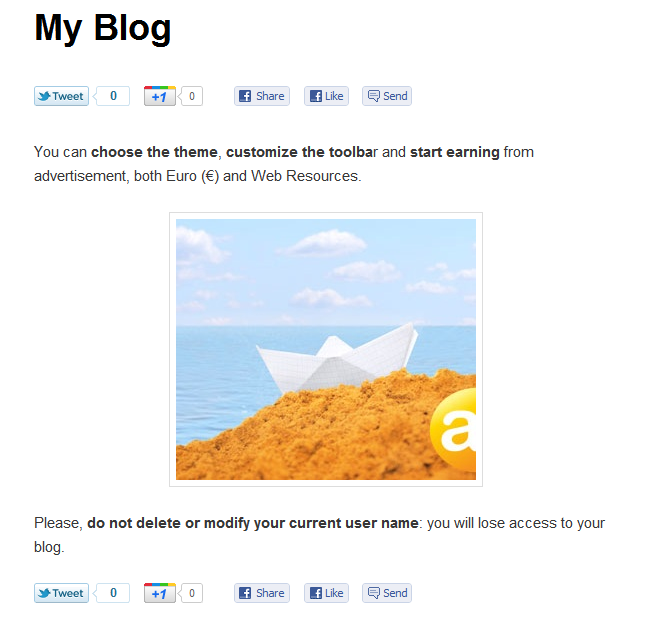 My Blog
Tweet 0 +1 0 Share Like Send
You can choose the theme, customize the toolbar and start earning from
advertisement, both Euro (€) and Web Resources.
a
Please, do not delete or modify your current user name: you will lose access to your
blog.
Tweet 0 +1 0 Share Like Send